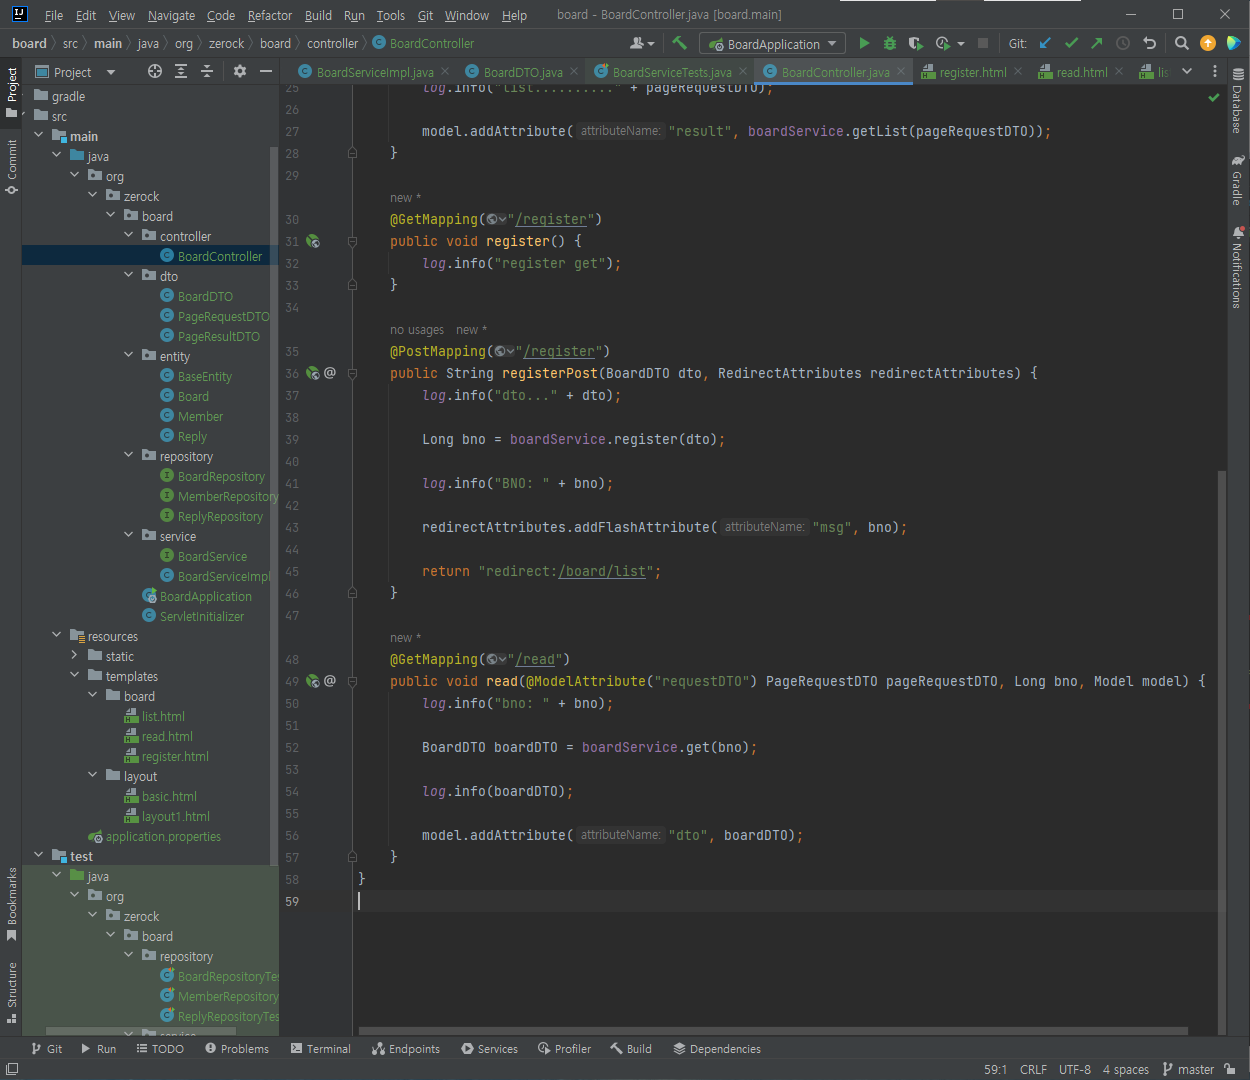 File Edit View Navigate Code Refactor Build Run Tools Git Window Help board - BoardController.java [board.main]
board src main java org zerock board controller BoardController BoardApplication Git:
Project BoardServiceImpl.java BoardDTO.java BoardServiceTests.java BoardController.java register.html read.html lis
Project
Commit
Bookmarks
Structure
gradle
src
main
java
org
zerock
board
controller
BoardController
dto
BoardDTO
PageRequestDTO
PageResultDTO
entity
BaseEntity
Board
Member
Reply
repository
BoardRepository
MemberRepository
ReplyRepository
service
BoardService
BoardServiceImpl
BoardApplication
ServletInitializer
resources
static
templates
board
list.html
read.html
register.html
layout
basic.html
layout1.html
application.properties
test
java
org
zerock
board
repository
BoardRepositoryTes
MemberRepository
ReplyRepositoryTes
service
25 log.info("list.........." + pageRequestDTO);
26
27 model.addAttribute( attributeName: "result", boardService.getList(pageRequestDTO));
28 }
29
new *
30 @GetMapping("/register")
31 public void register() {
32 log.info("register get");
33 }
34
no usages new *
35 @PostMapping("/register")
36 @ public String registerPost(BoardDTO dto, RedirectAttributes redirectAttributes) {
37 log.info("dto..." + dto);
38
39 Long bno = boardService.register(dto);
40
41 log.info("BNO: " + bno);
42
43 redirectAttributes.addFlashAttribute( attributeName: "msg", bno);
44
45 return "redirect:/board/list";
46 }
47
new *
48 @GetMapping("/read")
49 @ public void read(@ModelAttribute("requestDTO") PageRequestDTO pageRequestDTO, Long bno, Model model) {
50 log.info("bno: " + bno);
51
52 BoardDTO boardDTO = boardService.get(bno);
53
54 log.info(boardDTO);
55
56 model.addAttribute( attributeName: "dto", boardDTO);
57 }
58 }
59
Database
Gradle
Notifications
Git Run TODO Problems Terminal Endpoints Services Profiler Build Dependencies
59:1 CRLF UTF-8 4 spaces master